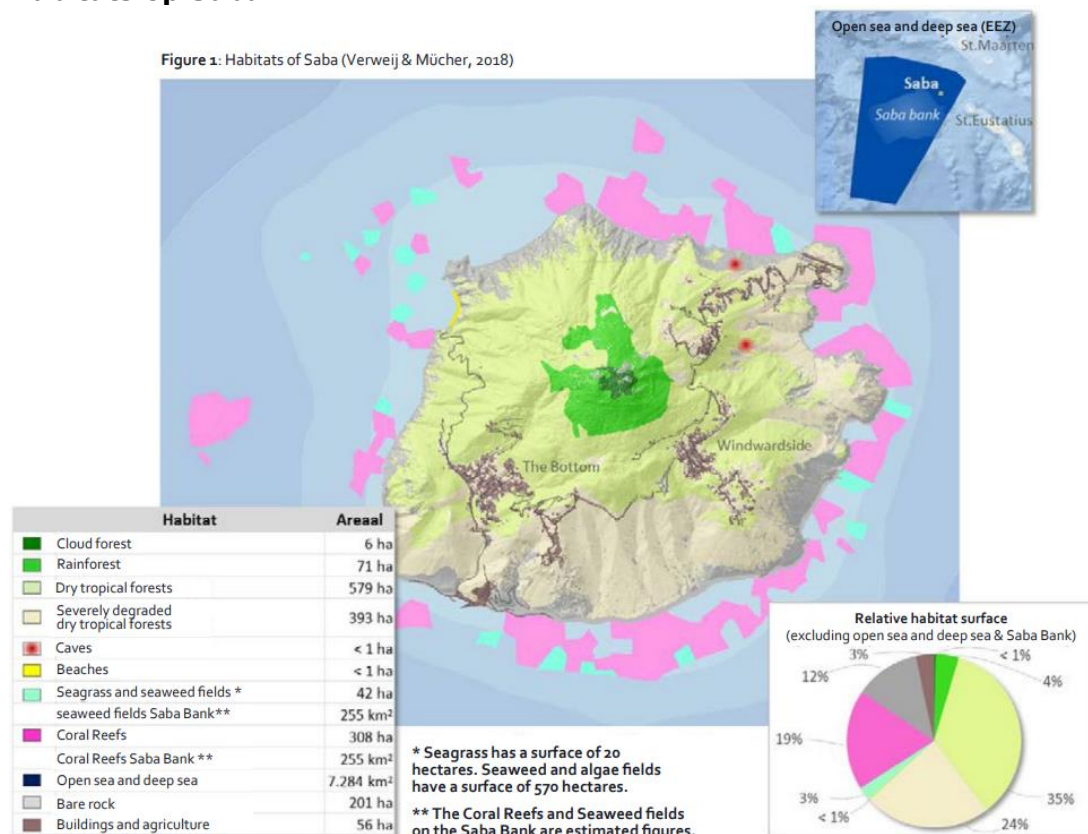 Figure 1: Habitats of Saba (Verweij & Mücher, 2018)
Open sea and deep sea (EEZ)
St.Maarten
Saba
Saba bank
St.Eustatius
The Bottom
Windwardside
Habitat Areaal
Cloud forest 6 ha
Rainforest 71 ha
Dry tropical forests 579 ha
Severely degraded
dry tropical forests 393 ha
Caves < 1 ha
Beaches < 1 ha
Seagrass and seaweed fields * 42 ha
seaweed fields Saba Bank** 255 km²
Coral Reefs 308 ha
Coral Reefs Saba Bank ** 255 km²
Open sea and deep sea 7.284 km²
Bare rock 201 ha
Buildings and agriculture 56 ha
* Seagrass has a surface of 20
hectares. Seaweed and algae fields
have a surface of 570 hectares.
** The Coral Reefs and Seaweed fields
on the Saba Bank are estimated figures.
Relative habitat surface
(excluding open sea and deep sea & Saba Bank)
3%
< 1%
12%
4%
19%
3%
< 1%
35%
24%